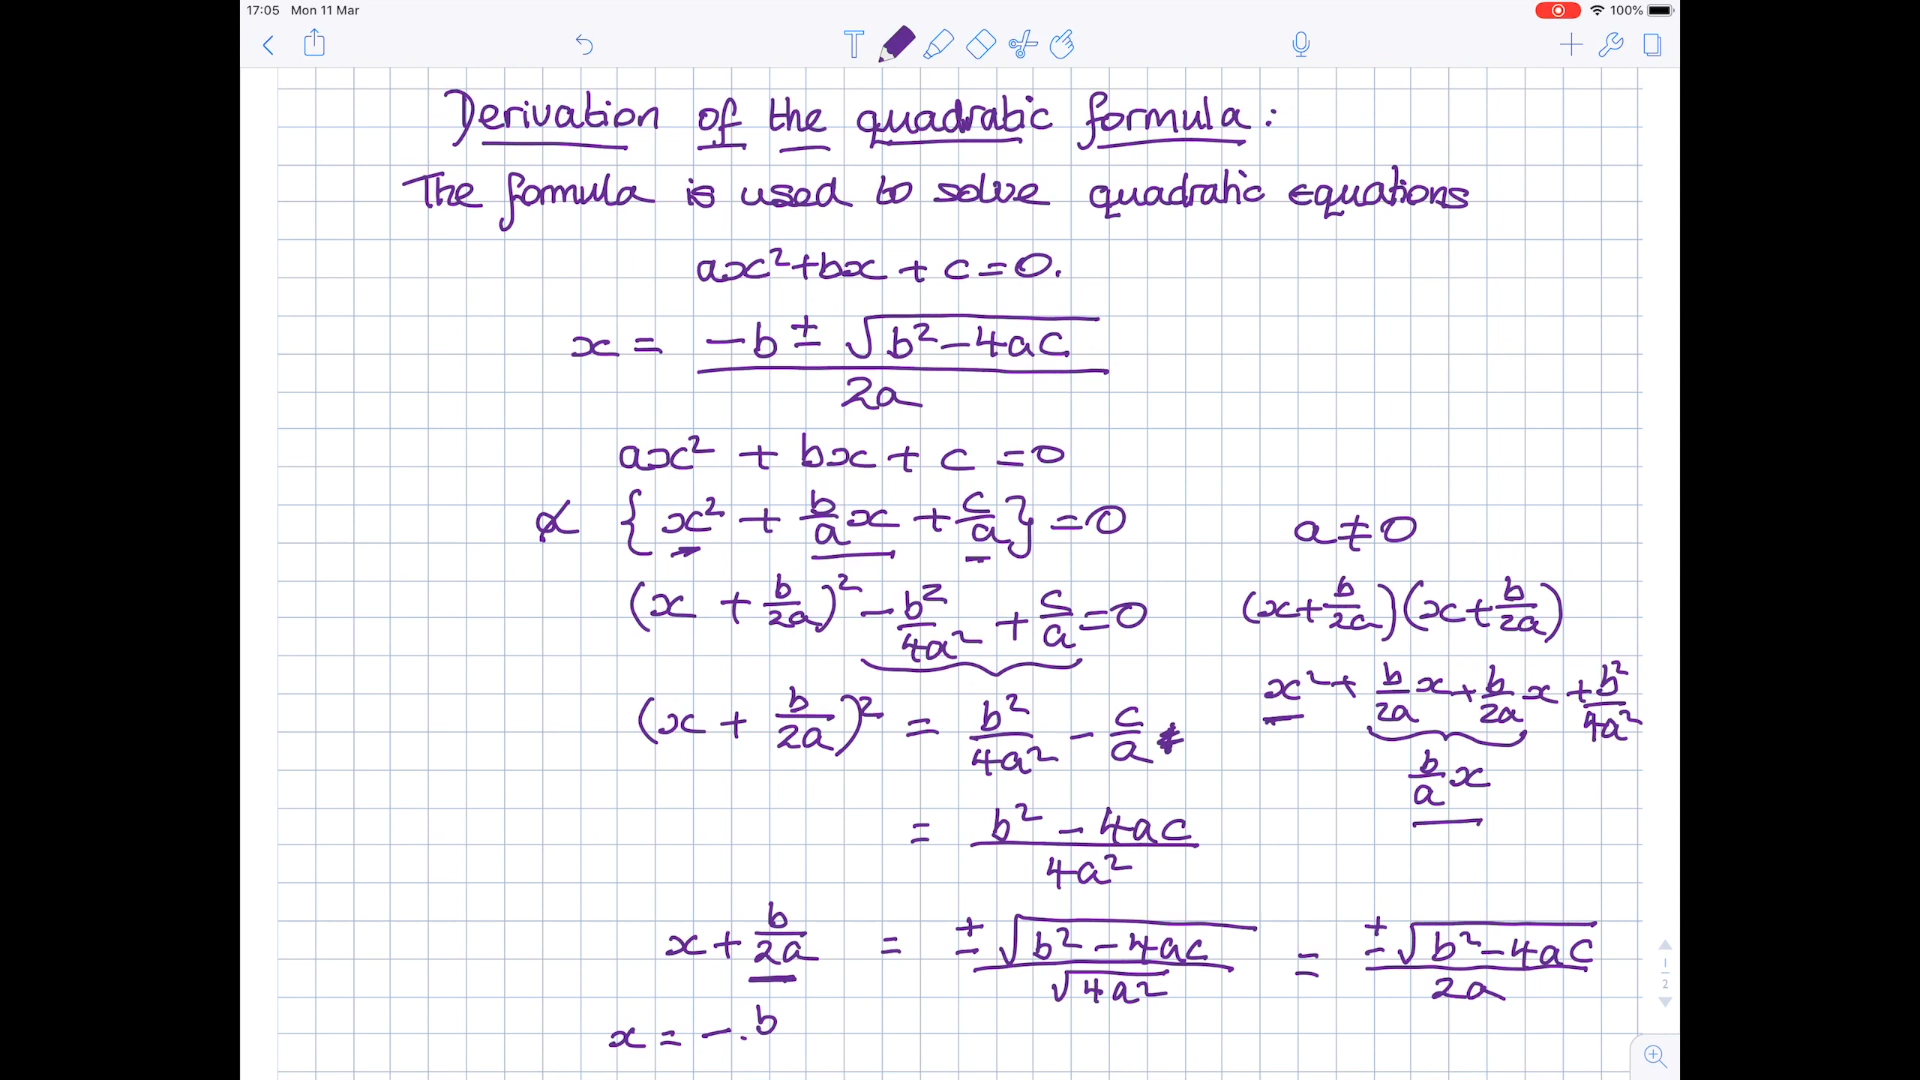 17:05 Mon 11 Mar 100%
T
Derivation of the quadratic formula:
The formula is used to solve quadratic equations
ax²+bx + c=0.
x = (-b ± √(b²-4ac))/2a
ax² + bx + c =0
a {x² + b/a x + c/a} =0 a≠0
(x + b/2a)² - b²/4a² + c/a =0 (x+b/2a)(x+b/2a)
x² + b/2a x + b/2a x + b²/4a²
(x + b/2a)² = b²/4a² - c/a
b/a x
= (b² - 4ac)/4a²
x + b/2a = ±√(b² - 4ac)/√(4a²) = ±√(b²-4ac)/2a
1
2
x = -. b